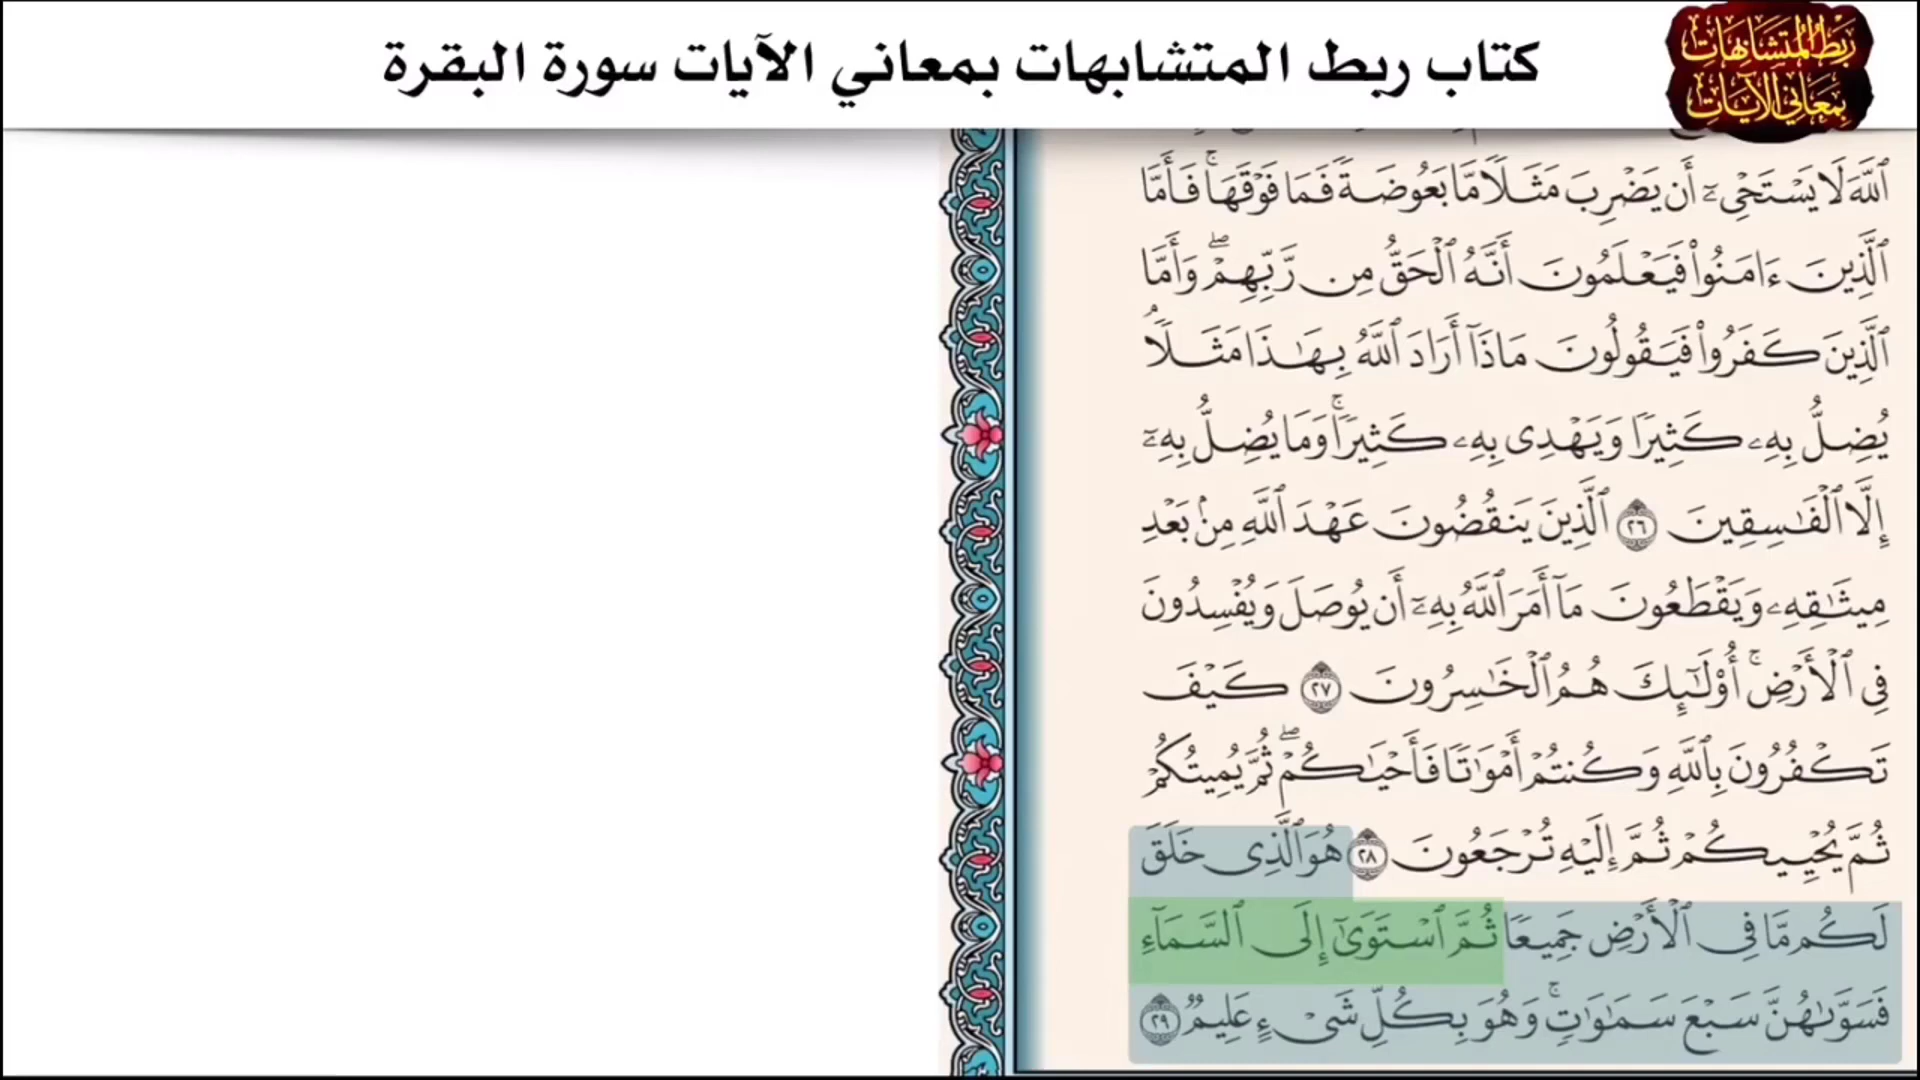 كتاب ربط المتشابهات بمعاني الآيات سورة البقرة
ربط المتشابهات
بمعاني الآيات
ٱللَّهَ لَا يَسْتَحْىِۦٓ أَن يَضْرِبَ مَثَلًا مَّا بَعُوضَةً فَمَا فَوْقَهَا ۚ فَأَمَّا
ٱلَّذِينَ ءَامَنُوا۟ فَيَعْلَمُونَ أَنَّهُ ٱلْحَقُّ مِن رَّبِّهِمْ ۖ وَأَمَّا
ٱلَّذِينَ كَفَرُوا۟ فَيَقُولُونَ مَاذَآ أَرَادَ ٱللَّهُ بِهَٰذَا مَثَلًا ۘ
يُضِلُّ بِهِۦ كَثِيرًا وَيَهْدِى بِهِۦ كَثِيرًا ۚ وَمَا يُضِلُّ بِهِۦٓ
إِلَّا ٱلْفَٰسِقِينَ ٢٦ ٱلَّذِينَ يَنقُضُونَ عَهْدَ ٱللَّهِ مِنۢ بَعْدِ
مِيثَٰقِهِۦ وَيَقْطَعُونَ مَآ أَمَرَ ٱللَّهُ بِهِۦٓ أَن يُوصَلَ وَيُفْسِدُونَ
فِى ٱلْأَرْضِ ۚ أُو۟لَٰٓئِكَ هُمُ ٱلْخَٰسِرُونَ ٢٧ كَيْفَ
تَكْفُرُونَ بِٱللَّهِ وَكُنتُمْ أَمْوَٰتًا فَأَحْيَٰكُمْ ۖ ثُمَّ يُمِيتُكُمْ
ثُمَّ يُحْيِيكُمْ ثُمَّ إِلَيْهِ تُرْجَعُونَ ٢٨ هُوَ ٱلَّذِى خَلَقَ
لَكُم مَّا فِى ٱلْأَرْضِ جَمِيعًا ثُمَّ ٱسْتَوَىٰٓ إِلَى ٱلسَّمَآءِ
فَسَوَّىٰهُنَّ سَبْعَ سَمَٰوَٰتٍ ۚ وَهُوَ بِكُلِّ شَىْءٍ عَلِيمٌ ٢٩